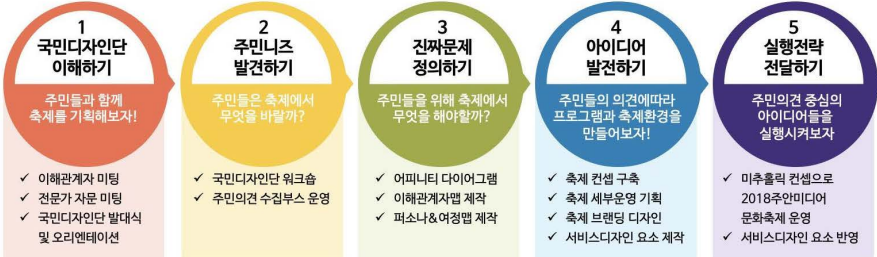 1
국민디자인단
이해하기
주민들과 함께
축제를 기획해보자!
✓ 이해관계자 미팅
✓ 전문가 자문 미팅
✓ 국민디자인단 발대식
및 오리엔테이션
2
주민니즈
발견하기
주민들은 축제에서
무엇을 바랄까?
✓ 국민디자인단 워크숍
✓ 주민의견 수집부스 운영
3
진짜문제
정의하기
주민들을 위해 축제에서
무엇을 해야할까?
✓ 어피니티 다이어그램
✓ 이해관계자맵 제작
✓ 퍼소나&여정맵 제작
4
아이디어
발전하기
주민들의 의견에따라
프로그램과 축제환경을
만들어보자!
✓ 축제 컨셉 구축
✓ 축제 세부운영 기획
✓ 축제 브랜딩 디자인
✓ 서비스디자인 요소 제작
5
실행전략
전달하기
주민의견 중심의
아이디어들을
실행시켜보자
✓ 미추홀릭 컨셉으로
2018주안미디어
문화축제 운영
✓ 서비스디자인 요소 반영